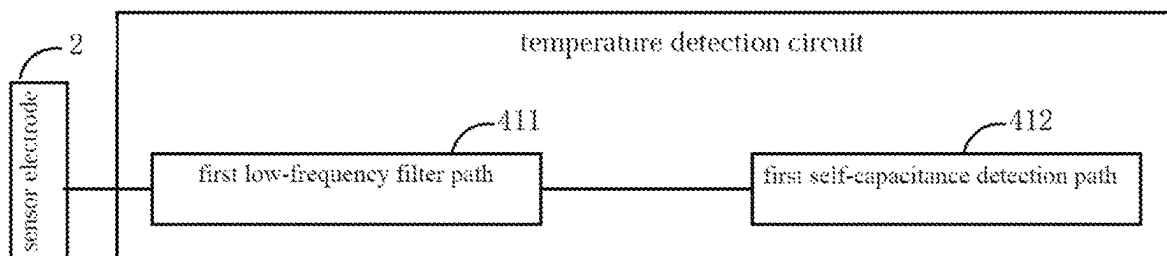 2
temperature detection circuit
sensor electrode
411
first low-frequency filter path
412
first self-capacitance detection path